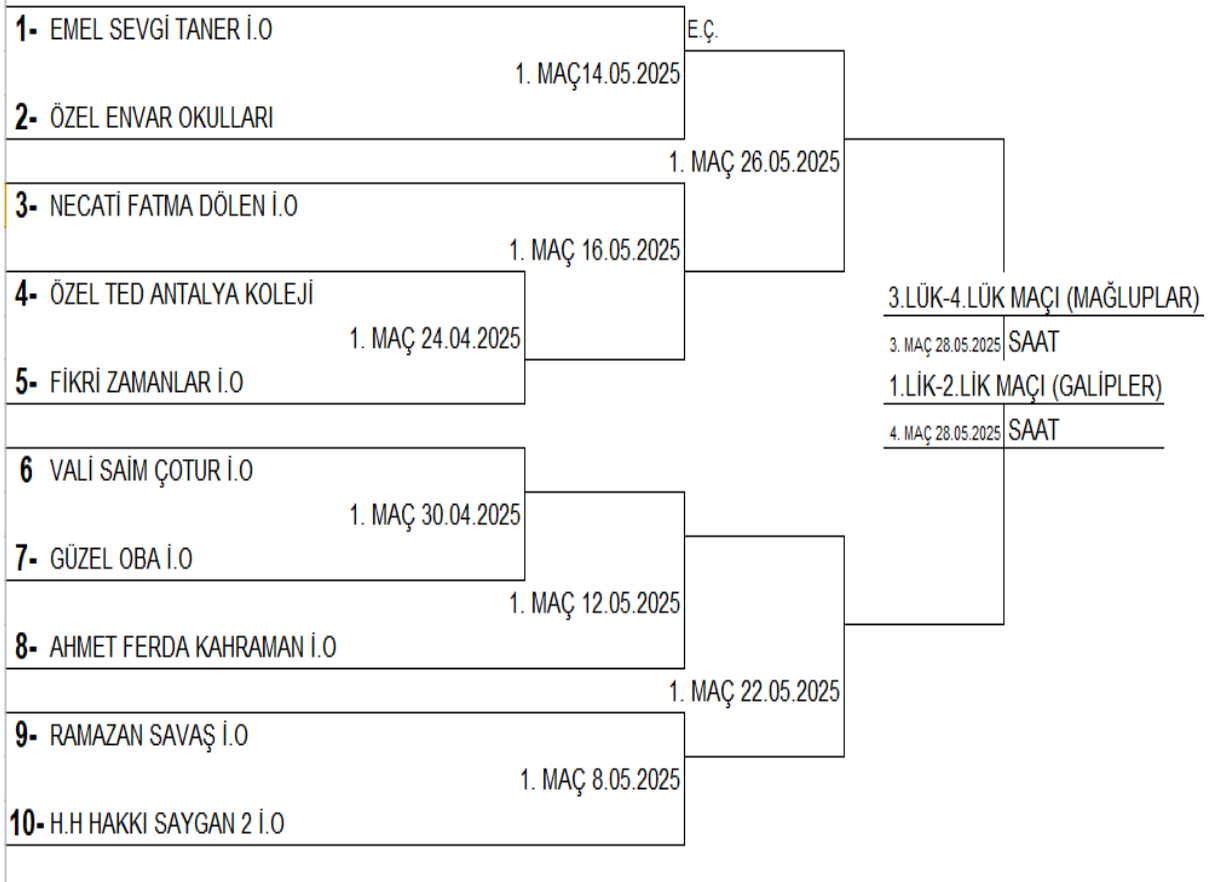 1- EMEL SEVGİ TANER İ.O
E.Ç.
1. MAÇ14.05.2025
2- ÖZEL ENVAR OKULLARI
1. MAÇ 26.05.2025
3- NECATİ FATMA DÖLEN İ.O
1. MAÇ 16.05.2025
4- ÖZEL TED ANTALYA KOLEJİ
3.LÜK-4.LÜK MAÇI (MAĞLUPLAR)
1. MAÇ 24.04.2025
3. MAÇ 28.05.2025 SAAT
5- FİKRİ ZAMANLAR İ.O
1.LİK-2.LİK MAÇI (GALİPLER)
4. MAÇ 28.05.2025 SAAT
6 VALİ SAİM ÇOTUR İ.O
1. MAÇ 30.04.2025
7- GÜZEL OBA İ.O
1. MAÇ 12.05.2025
8- AHMET FERDA KAHRAMAN İ.O
1. MAÇ 22.05.2025
9- RAMAZAN SAVAŞ İ.O
1. MAÇ 8.05.2025
10- H.H HAKKI SAYGAN 2 İ.O